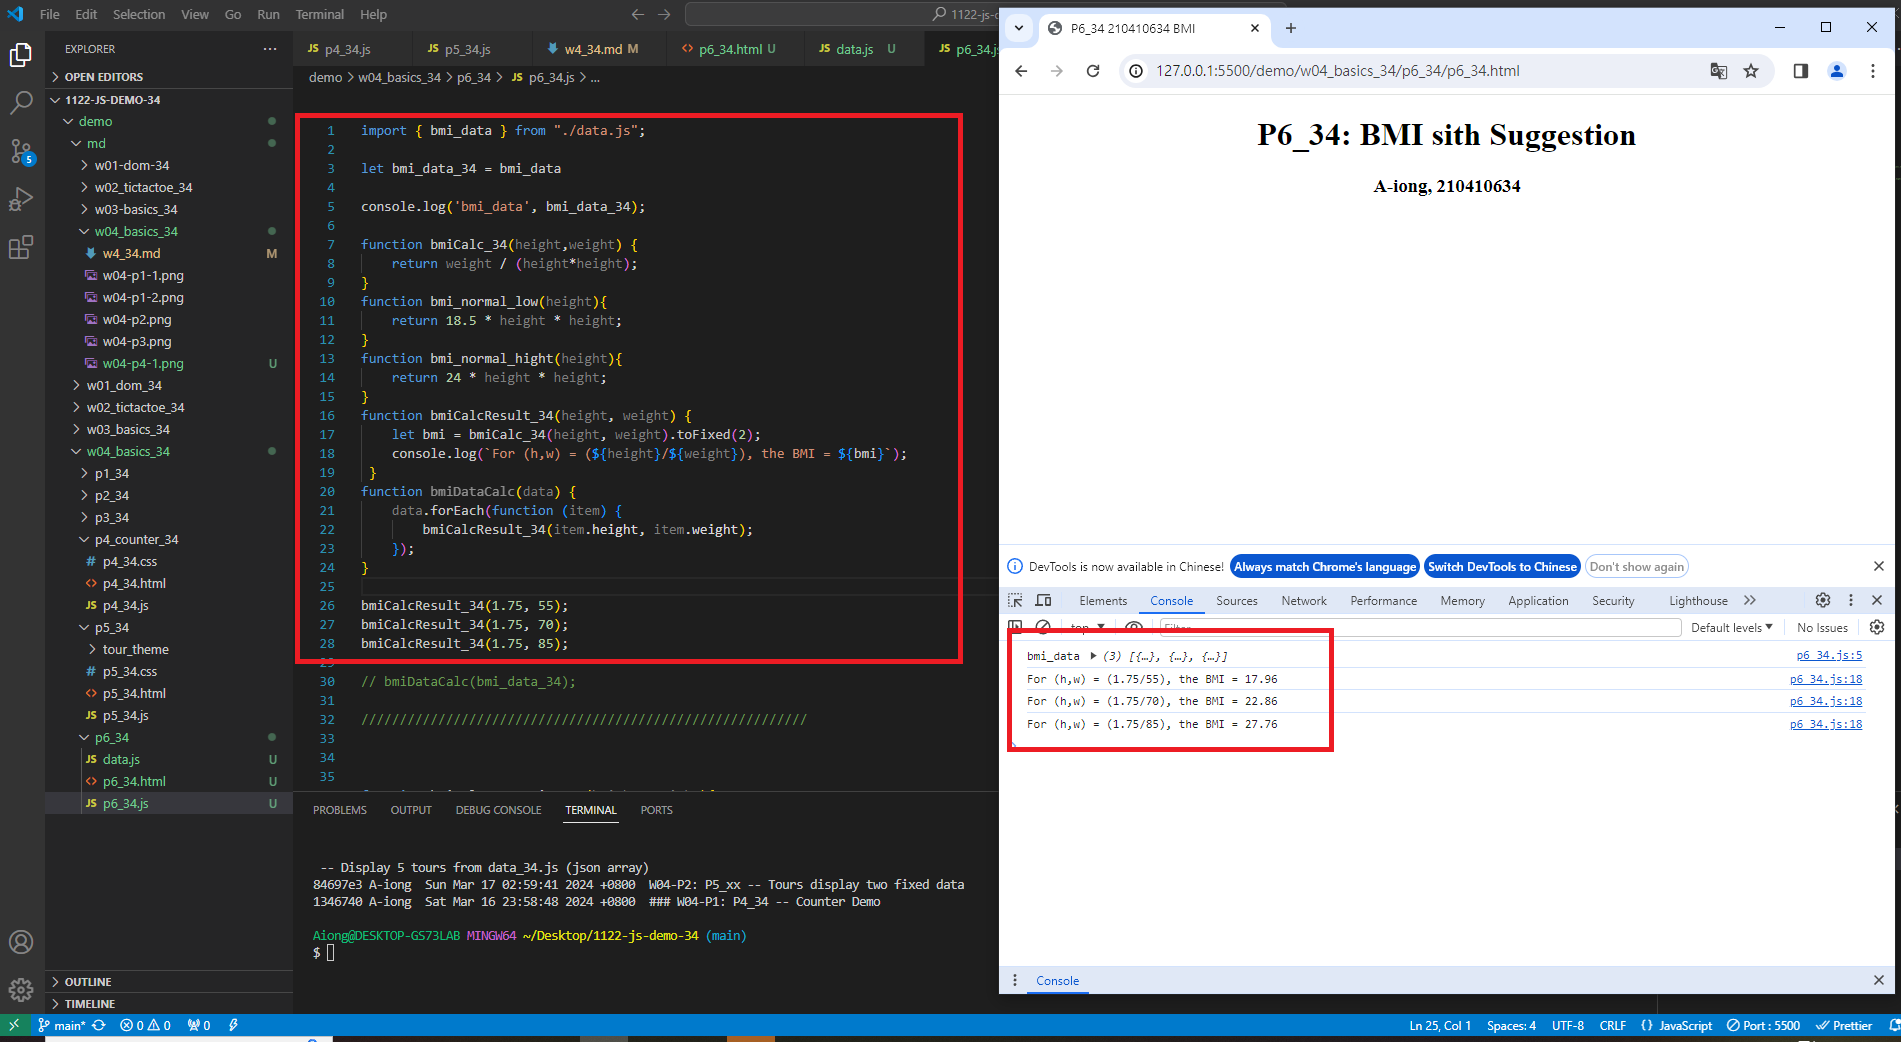 File Edit Selection View Go Run Terminal Help
1122-js-d
EXPLORER
OPEN EDITORS
1122-JS-DEMO-34
demo
md
w01-dom-34
w02_tictactoe_34
w03-basics_34
w04_basics_34
w4_34.md M
w04-p1-1.png
w04-p1-2.png
w04-p2.png
w04-p3.png
w04-p4-1.png U
w01_dom_34
w02_tictactoe_34
w03_basics_34
w04_basics_34
p1_34
p2_34
p3_34
p4_counter_34
# p4_34.css
<> p4_34.html
JS p4_34.js
p5_34
tour_theme
# p5_34.css
<> p5_34.html
JS p5_34.js
p6_34
JS data.js U
<> p6_34.html U
JS p6_34.js U
OUTLINE
TIMELINE
JS p4_34.js JS p5_34.js w4_34.md M <> p6_34.html U JS data.js U JS p6_34.js
demo > w04_basics_34 > p6_34 > JS p6_34.js > ...
1 import { bmi_data } from "./data.js";
2
3 let bmi_data_34 = bmi_data
4
5 console.log('bmi_data', bmi_data_34);
6
7 function bmiCalc_34(height,weight) {
8 return weight / (height*height);
9 }
10 function bmi_normal_low(height){
11 return 18.5 * height * height;
12 }
13 function bmi_normal_hight(height){
14 return 24 * height * height;
15 }
16 function bmiCalcResult_34(height, weight) {
17 let bmi = bmiCalc_34(height, weight).toFixed(2);
18 console.log(`For (h,w) = (${height}/${weight}), the BMI = ${bmi}`);
19 }
20 function bmiDataCalc(data) {
21 data.forEach(function (item) {
22 bmiCalcResult_34(item.height, item.weight);
23 });
24 }
25
26 bmiCalcResult_34(1.75, 55);
27 bmiCalcResult_34(1.75, 70);
28 bmiCalcResult_34(1.75, 85);
29
30 // bmiDataCalc(bmi_data_34);
31
32 //////////////////////////////////////////////////////////
33
34
35
PROBLEMS OUTPUT DEBUG CONSOLE TERMINAL PORTS
-- Display 5 tours from data_34.js (json array)
84697e3 A-iong Sun Mar 17 02:59:41 2024 +0800 W04-P2: P5_xx -- Tours display two fixed data
1346740 A-iong Sat Mar 16 23:58:48 2024 +0800 ### W04-P1: P4_34 -- Counter Demo
Aiong@DESKTOP-GS73LAB MINGW64 ~/Desktop/1122-js-demo-34 (main)
$
main* 0 0 0
Ln 25, Col 1 Spaces: 4 UTF-8 CRLF {} JavaScript Port : 5500 Prettier
P6_34 210410634 BMI
127.0.0.1:5500/demo/w04_basics_34/p6_34/p6_34.html
P6_34: BMI sith Suggestion
A-iong, 210410634
DevTools is now available in Chinese! Always match Chrome's language Switch DevTools to Chinese Don't show again
Elements Console Sources Network Performance Memory Application Security Lighthouse
top Filter Default levels No Issues
bmi_data (3) [{…}, {…}, {…}] p6_34.js:5
For (h,w) = (1.75/55), the BMI = 17.96 p6_34.js:18
For (h,w) = (1.75/70), the BMI = 22.86 p6_34.js:18
For (h,w) = (1.75/85), the BMI = 27.76 p6_34.js:18
Console
5